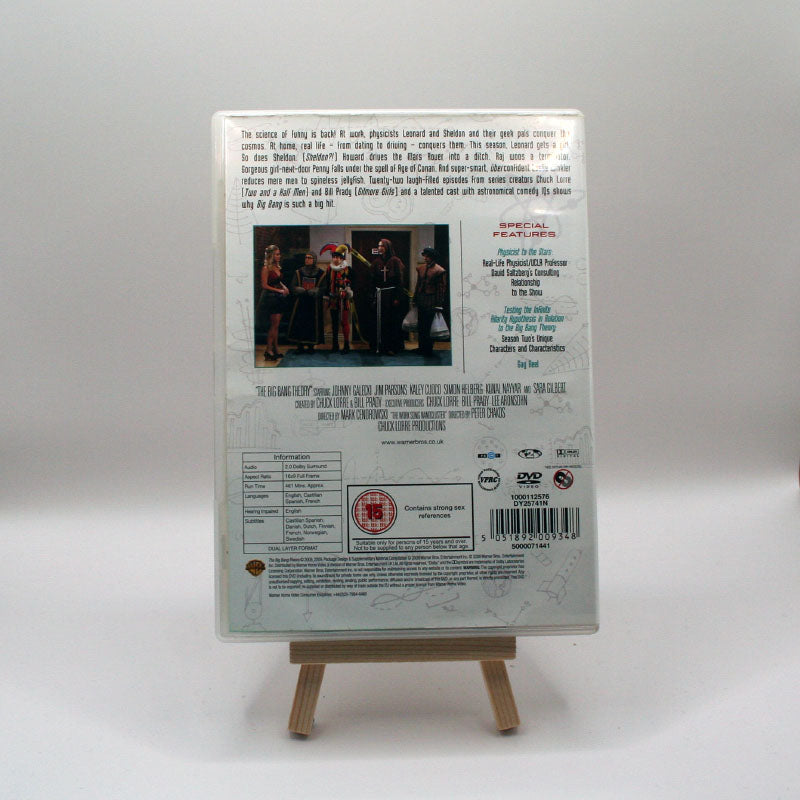 The science of funny is back! At work, physicists Leonard and Sheldon and their geek pals conquer the
cosmos. At home, real life – from dating to driving – conquers them. This season, Leonard gets a girl.
So does Sheldon. (Sheldon?!) Howard drives the Mars Rover into a ditch. Raj woos a terminator.
Gorgeous girl-next-door Penny falls under the spell of Age of Conan. And super-smart, überconfident Leslie Winkler
reduces mere men to spineless jellyfish. Twenty-two laugh-filled episodes from series creators Chuck Lorre
(Two and a Half Men) and Bill Prady (Gilmore Girls) and a talented cast with astronomical comedy IQs shows
why Big Bang is such a big hit.
SPECIAL
FEATURES
Physicist to the Stars:
Real-Life Physicist/UCLA Professor
David Saltzberg's Consulting
Relationship
to the Show
Testing the Infinite
Hilarity Hypothesis in Relation
to the Big Bang Theory:
Season Two's Unique
Characters and Characteristics
Gag Reel
"THE BIG BANG THEORY" STARRING JOHNNY GALECKI JIM PARSONS KALEY CUOCO SIMON HELBERG KUNAL NAYYAR AND SARA GILBERT
CREATED BY CHUCK LORRE & BILL PRADY EXECUTIVE PRODUCERS CHUCK LORRE BILL PRADY LEE ARONSOHN
DIRECTED BY MARK CENDROWSKI "THE WORK SONG NANOCLUSTER" DIRECTED BY PETER CHAKOS
CHUCK LORRE PRODUCTIONS
www.warnerbros.co.uk
Information
Audio 2.0 Dolby Surround
Aspect Ratio 16x9 Full Frame
Run Time 461 Mins. Approx.
Languages English, Castilian
Spanish, French
Hearing Impaired English
Subtitles Castilian Spanish,
Danish, Dutch, Finnish,
French, Norwegian,
Swedish
DUAL LAYER FORMAT
15
Contains strong sex
references
Suitable only for persons of 15 years and over.
Not to be supplied to any person below that age.
VPRC
DVD
VIDEO
1000112576
DY25741N
5 051892 009348
5000071441